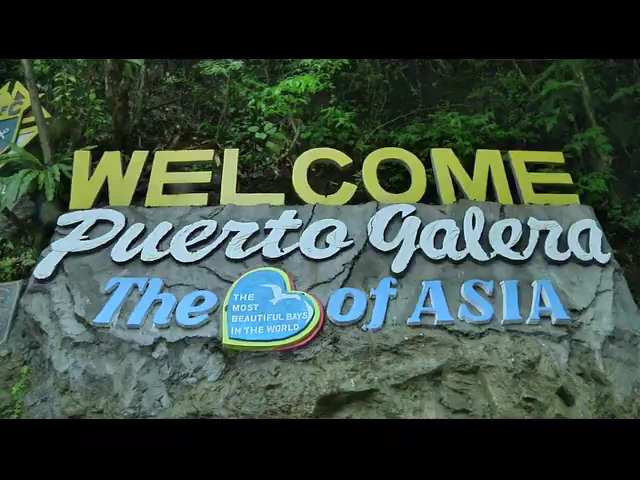 WELCOME
Puerto Galera
The of ASIA
THE
MOST
BEAUTIFUL BAYS
IN THE WORLD